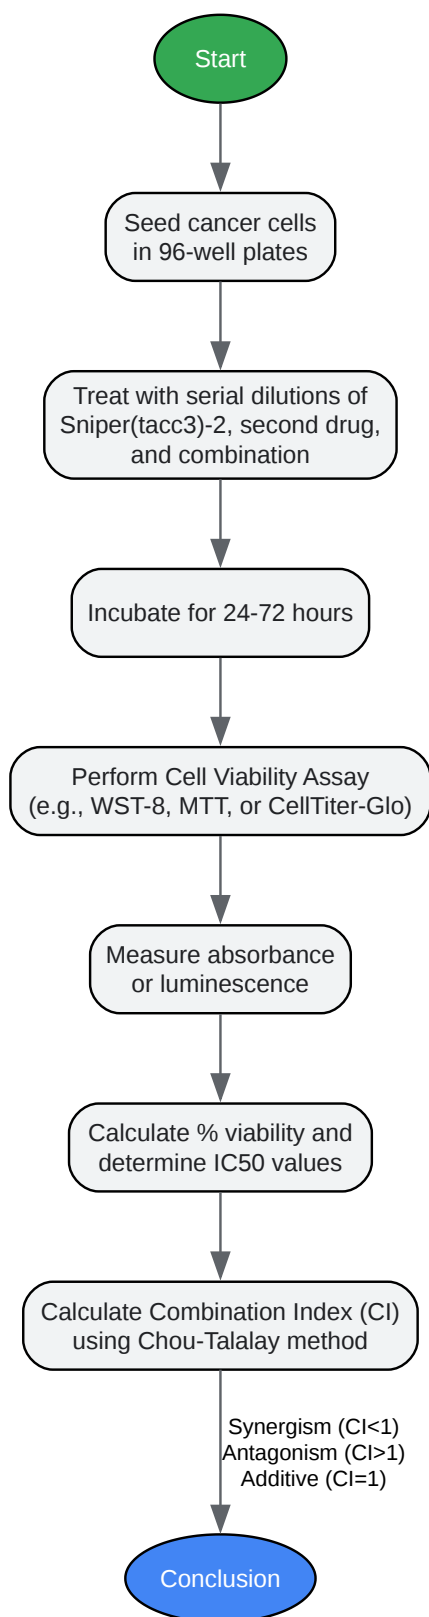 Start
Seed cancer cells
in 96-well plates
Treat with serial dilutions of
Sniper(tacc3)-2, second drug,
and combination
Incubate for 24-72 hours
Perform Cell Viability Assay
(e.g., WST-8, MTT, or CellTiter-Glo)
Measure absorbance
or luminescence
Calculate % viability and
determine IC50 values
Calculate Combination Index (CI)
using Chou-Talalay method
Synergism (CI<1)
Antagonism (CI>1)
Additive (CI=1)
Conclusion